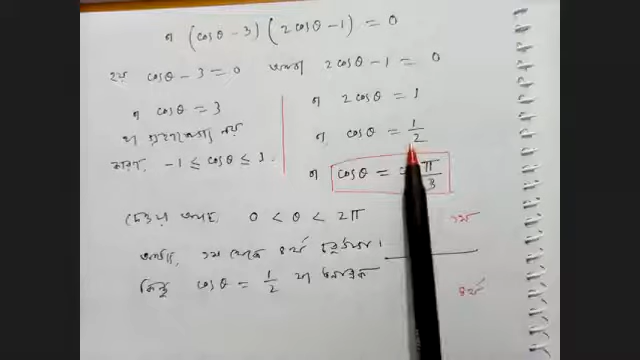 বা (cosθ − 3)(2cosθ − 1) = 0
হয় cosθ − 3 = 0 অথবা 2cosθ − 1 = 0
বা cosθ = 3
বা 2cosθ = 1
যা গ্রহণযোগ্য নয়
বা, cosθ = 1/2
কারণ, −1 ≤ cosθ ≤ 1
বা cosθ = π/3
দেওয়া আছে, 0 < θ < 2π
১ম
অর্থাৎ, ১ম থেকে ৪র্থ চতুর্ভাগ।
কিন্তু cosθ = 1/2 যা ধনাত্মক
৪র্থ